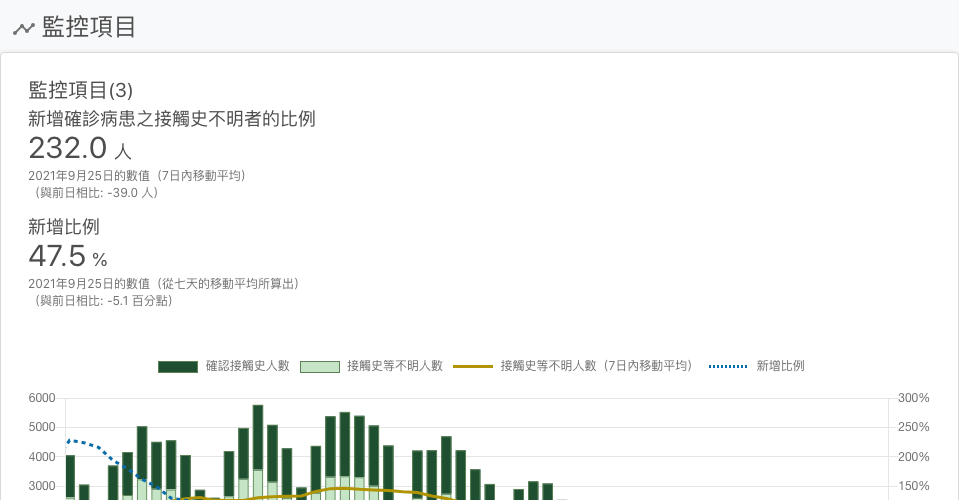 監控項目
監控項目(3)
新增確診病患之接觸史不明者的比例
232.0 人
2021年9月25日的數值（7日內移動平均）
（與前日相比: -39.0 人）
新增比例
47.5 %
2021年9月25日的數值（從七天的移動平均所算出）
（與前日相比: -5.1 百分點）
確認接觸史人數 接觸史等不明人數 接觸史等不明人數（7日內移動平均） 新增比例
6000 300%
5000 250%
4000 200%
3000 150%